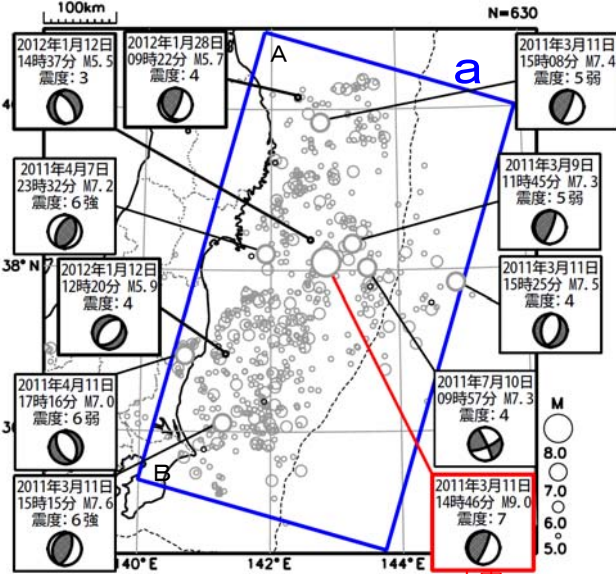 100km
N=630
2012年1月12日
14時37分 M5.5
震度：3
2012年1月28日
09時22分 M5.7
震度：4
A
a
2011年3月11日
15時08分 M7.4
震度：5弱
2011年4月7日
23時32分 M7.2
震度：6強
2011年3月9日
11時45分 M7.3
震度：5弱
38°N
2012年1月12日
12時20分 M5.9
震度：4
2011年3月11日
15時25分 M7.5
震度：4
2011年4月11日
17時16分 M7.0
震度：6弱
2011年7月10日
09時57分 M7.3
震度：4
M
8.0
7.0
6.0
5.0
B
2011年3月11日
15時15分 M7.6
震度：6強
2011年3月11日
14時46分 M9.0
震度：7
140°E
142°E
144°E